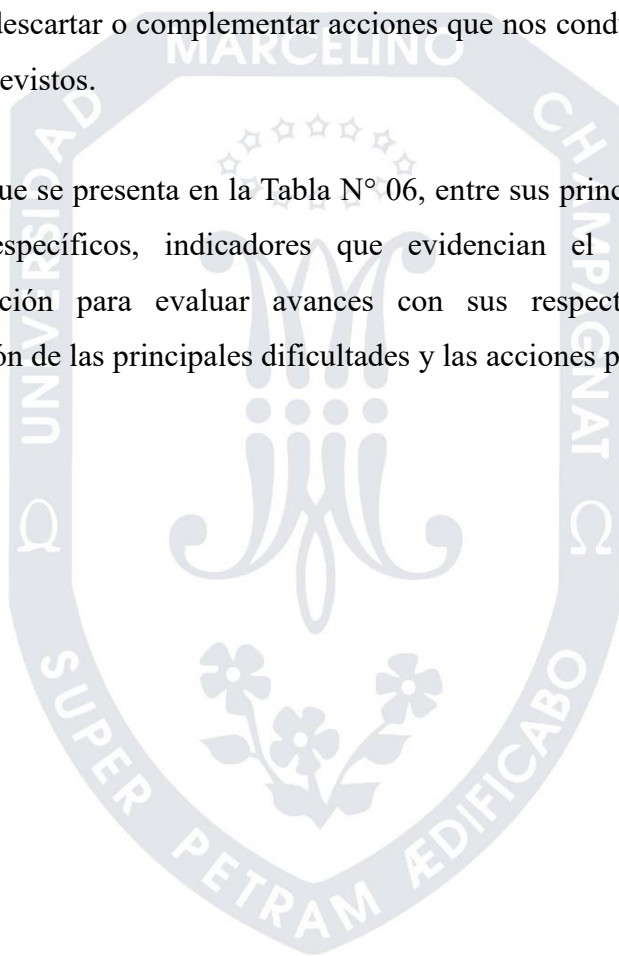 descartar o complementar acciones que nos cond
evistos.
ue se presenta en la Tabla N° 06, entre sus princ
específicos, indicadores que evidencian el
ción para evaluar avances con sus respect
ón de las principales dificultades y las acciones p
UNIVERSIDAD
MARCELINO
CHAMPAGNAT
Ω Ω
SUPER PETRAM ÆDIFICABO